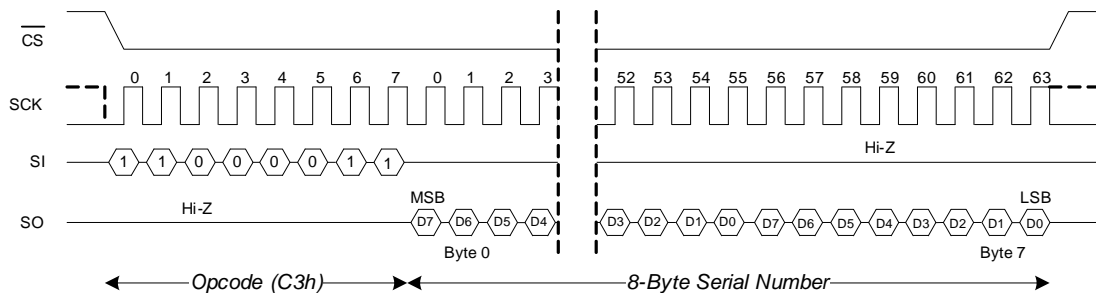 CS
0 1 2 3 4 5 6 7 0 1 2 3 52 53 54 55 56 57 58 59 60 61 62 63
SCK
Hi-Z
SI 1 1 0 0 0 0 1 1
Hi-Z MSB LSB
SO D7 D6 D5 D4 D3 D2 D1 D0 D7 D6 D5 D4 D3 D2 D1 D0
Byte 0 Byte 7
Opcode (C3h) 8-Byte Serial Number